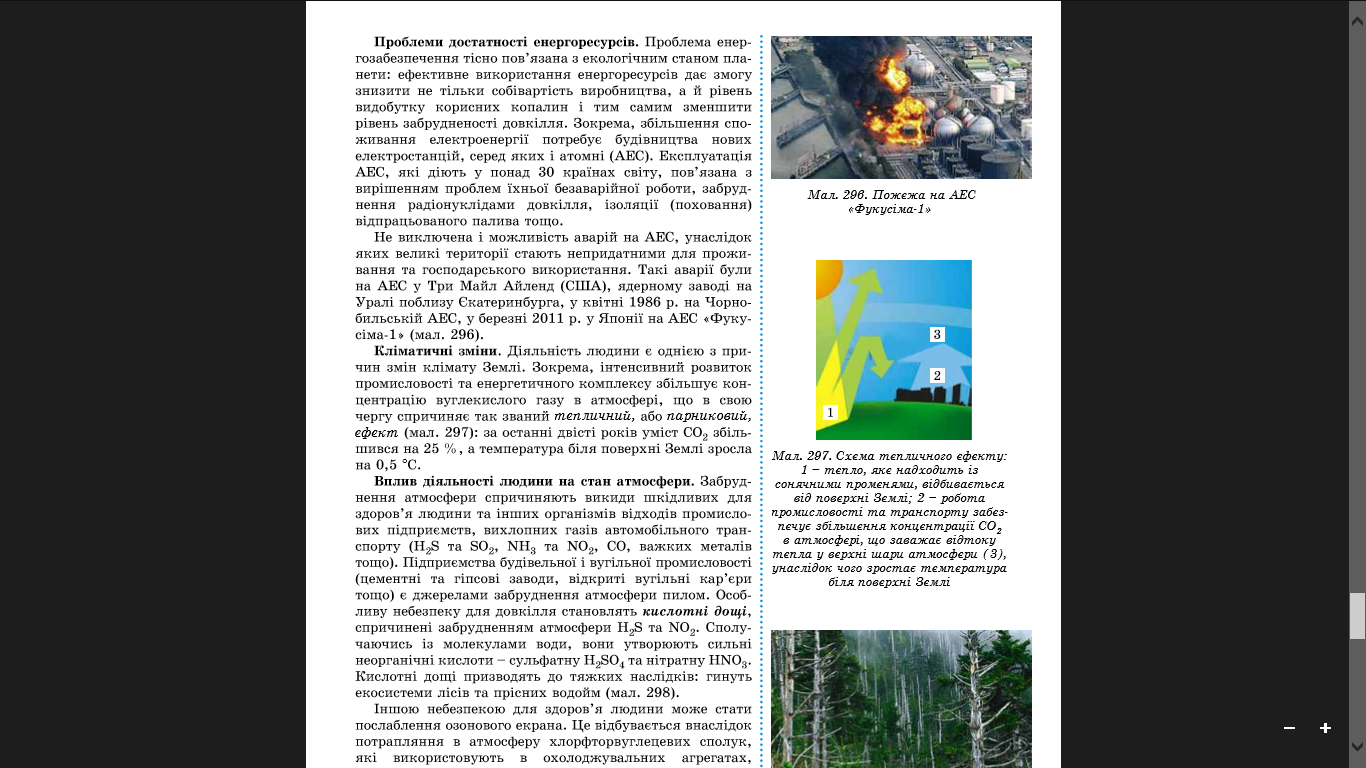 Проблеми достатності енергоресурсів. Проблема енер-
гозабезпечення тісно пов’язана з екологічним станом пла-
нети: ефективне використання енергоресурсів дає змогу
знизити не тільки собівартість виробництва, а й рівень
видобутку корисних копалин і тим самим зменшити
рівень забрудненості довкілля. Зокрема, збільшення спо-
живання електроенергії потребує будівництва нових
електростанцій, серед яких і атомні (АЕС). Експлуатація
АЕС, які діють у понад 30 країнах світу, пов’язана з
вирішенням проблем їхньої безаварійної роботи, забруд-
нення радіонуклідами довкілля, ізоляції (поховання)
відпрацьованого палива тощо.
Не виключена і можливість аварій на АЕС, унаслідок
яких великі території стають непридатними для прожи-
вання та господарського використання. Такі аварії були
на АЕС у Три Майл Айленд (США), ядерному заводі на
Уралі поблизу Єкатеринбурга, у квітні 1986 р. на Чорно-
бильській АЕС, у березні 2011 р. у Японії на АЕС «Фуку-
сіма-1» (мал. 296).
Кліматичні зміни. Діяльність людини є однією з при-
чин змін клімату Землі. Зокрема, інтенсивний розвиток
промисловості та енергетичного комплексу збільшує кон-
центрацію вуглекислого газу в атмосфері, що в свою
чергу спричиняє так званий тепличний, або парниковий,
ефект (мал. 297): за останні двісті років уміст CO₂ збіль-
шився на 25 %, а температура біля поверхні Землі зросла
на 0,5 °С.
Вплив діяльності людини на стан атмосфери. Забруд-
нення атмосфери спричиняють викиди шкідливих для
здоров’я людини та інших організмів відходів промисло-
вих підприємств, вихлопних газів автомобільного тран-
спорту (H₂S та SO₂, NH₃ та NO₂, CO, важких металів
тощо). Підприємства будівельної і вугільної промисловості
(цементні та гіпсові заводи, відкриті вугільні кар’єри
тощо) є джерелами забруднення атмосфери пилом. Особ-
ливу небезпеку для довкілля становлять кислотні дощі,
спричинені забрудненням атмосфери H₂S та NO₂. Сполу-
чаючись із молекулами води, вони утворюють сильні
неорганічні кислоти – сульфатну H₂SO₄ та нітратну HNO₃.
Кислотні дощі призводять до тяжких наслідків: гинуть
екосистеми лісів та прісних водойм (мал. 298).
Іншою небезпекою для здоров’я людини може стати
послаблення озонового екрана. Це відбувається внаслідок
потрапляння в атмосферу хлорфторвуглецевих сполук,
які використовують в охолоджувальних агрегатах,
Мал. 296. Пожежа на АЕС
«Фукусіма-1»
3
2
1
Мал. 297. Схема тепличного ефекту:
1 – тепло, яке надходить із
сонячними променями, відбивається
від поверхні Землі; 2 – робота
промисловості та транспорту забез-
печує збільшення концентрації CO₂
в атмосфері, що заважає відтоку
тепла у верхні шари атмосфери (3),
унаслідок чого зростає температура
біля поверхні Землі